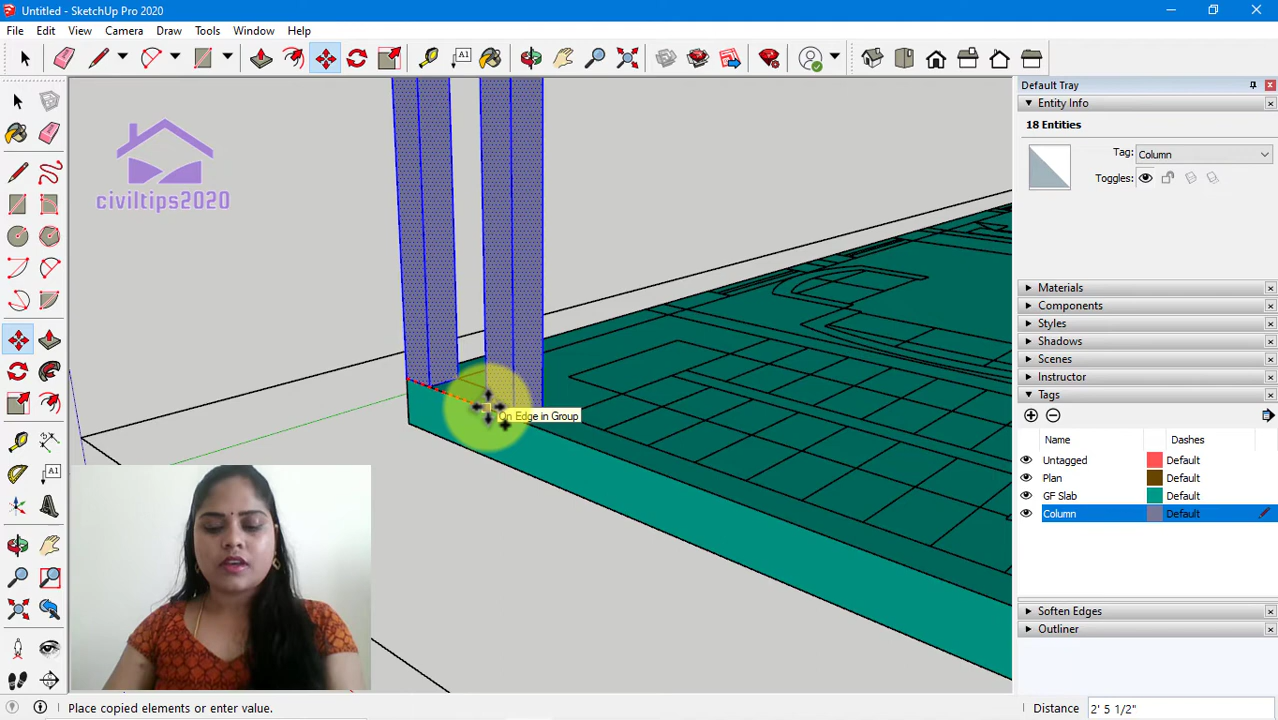 Untitled - SketchUp Pro 2020
File Edit View Camera Draw Tools Window Help
A1
Default Tray
Entity Info
18 Entities
Tag: Column
Toggles:
civiltips2020
Materials
Components
Styles
Shadows
Scenes
Instructor
Tags
Name Dashes
Untagged Default
Plan Default
GF Slab Default
Column Default
On Edge in Group
A1
Soften Edges
Outliner
Place copied elements or enter value.
Distance 2' 5 1/2"